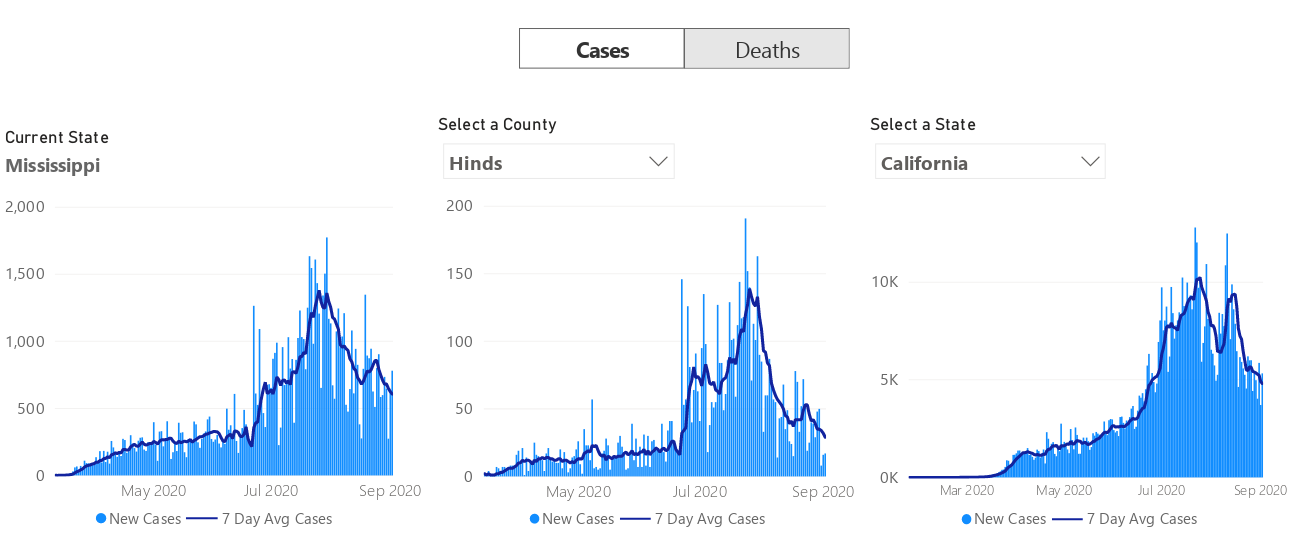 Cases Deaths
Current State
Mississippi
2,000
1,500
1,000
500
0
May 2020 Jul 2020 Sep 2020
New Cases 7 Day Avg Cases
Select a County
Hinds
200
150
100
50
0
May 2020 Jul 2020 Sep 2020
New Cases 7 Day Avg Cases
Select a State
California
10K
5K
0K
Mar 2020 May 2020 Jul 2020 Sep 2020
New Cases 7 Day Avg Cases